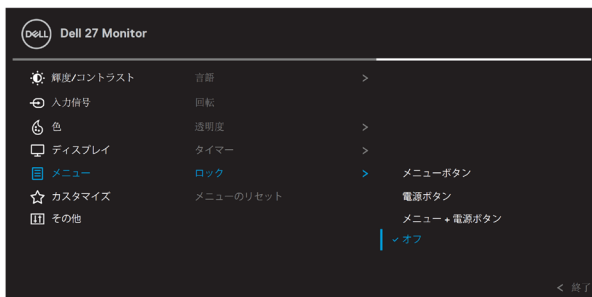 DELL Dell 27 Monitor
輝度/コントラスト 言語 >
入力信号 回転
色 透明度 >
ディスプレイ タイマー >
メニュー ロック > メニューボタン
カスタマイズ メニューのリセット 電源ボタン
その他 メニュー + 電源ボタン
✓オフ
< 終了